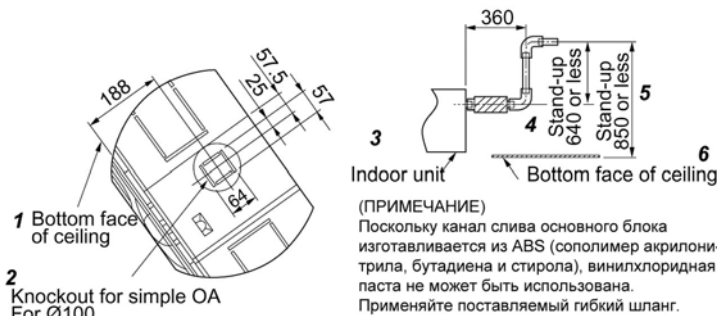 188
57.5
25
57
64
1 Bottom face
of ceiling
2
Knockout for simple OA
For Ø100
360
Stand-up
640 or less
Stand-up
850 or less
3
4
5
6
Indoor unit
Bottom face of ceiling
(ПРИМЕЧАНИЕ)
Поскольку канал слива основного блока
изготавливается из ABS (сополимер акрилони-
трила, бутадиена и стирола), винилхлоридная
паста не может быть использована.
Применяйте поставляемый гибкий шланг.